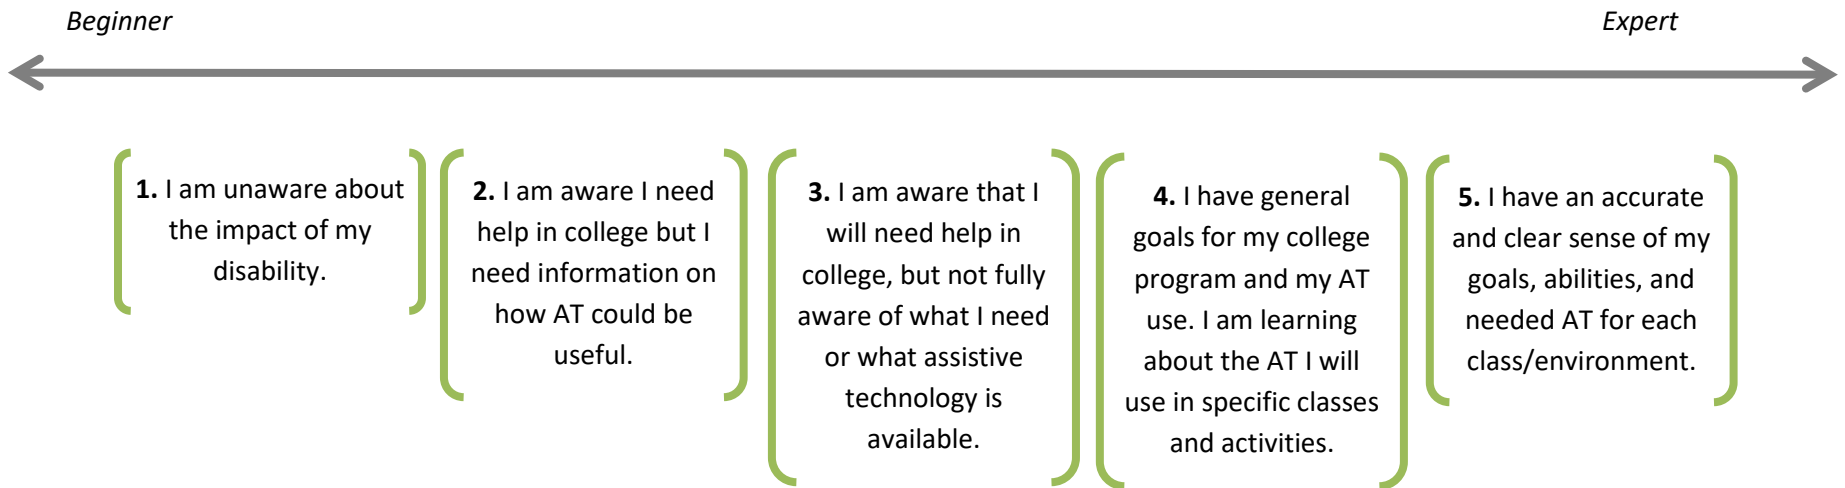 Beginner
Expert
1. I am unaware about
the impact of my
disability.
2. I am aware I need
help in college but I
need information on
how AT could be
useful.
3. I am aware that I
will need help in
college, but not fully
aware of what I need
or what assistive
technology is
available.
4. I have general
goals for my college
program and my AT
use. I am learning
about the AT I will
use in specific classes
and activities.
5. I have an accurate
and clear sense of my
goals, abilities, and
needed AT for each
class/environment.